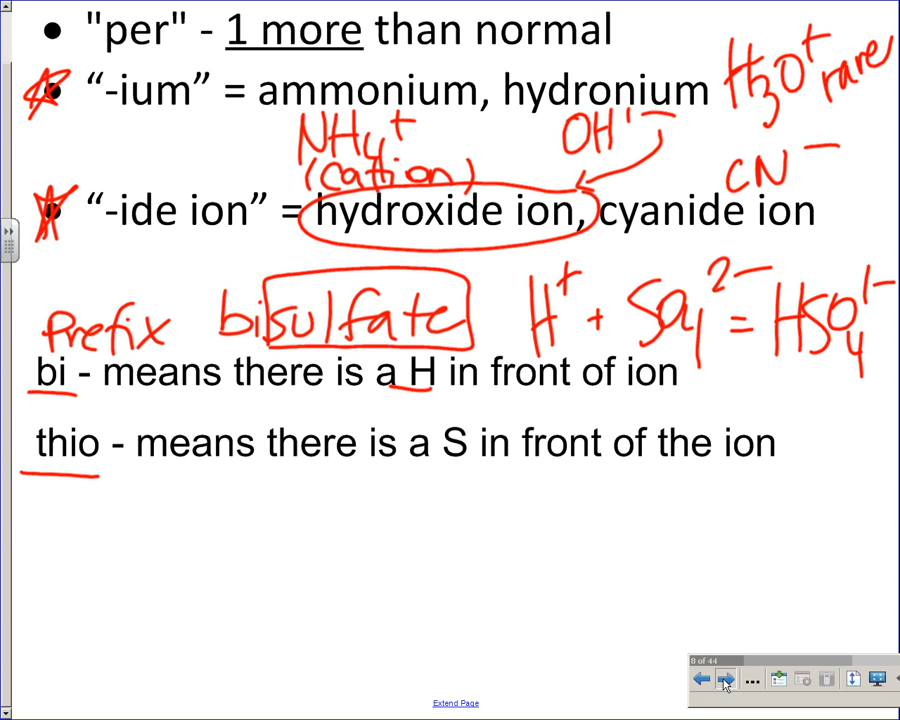 • "per" - 1 more than normal
• “-ium” = ammonium, hydronium H3O+ rare
NH4+ OH1-
(cation) CN-
• “-ide ion” = hydroxide ion, cyanide ion
Prefix bisulfate H+ + SO4 2- = HSO4 1-
bi - means there is a H in front of ion
thio - means there is a S in front of the ion
8 of 44
Extend Page